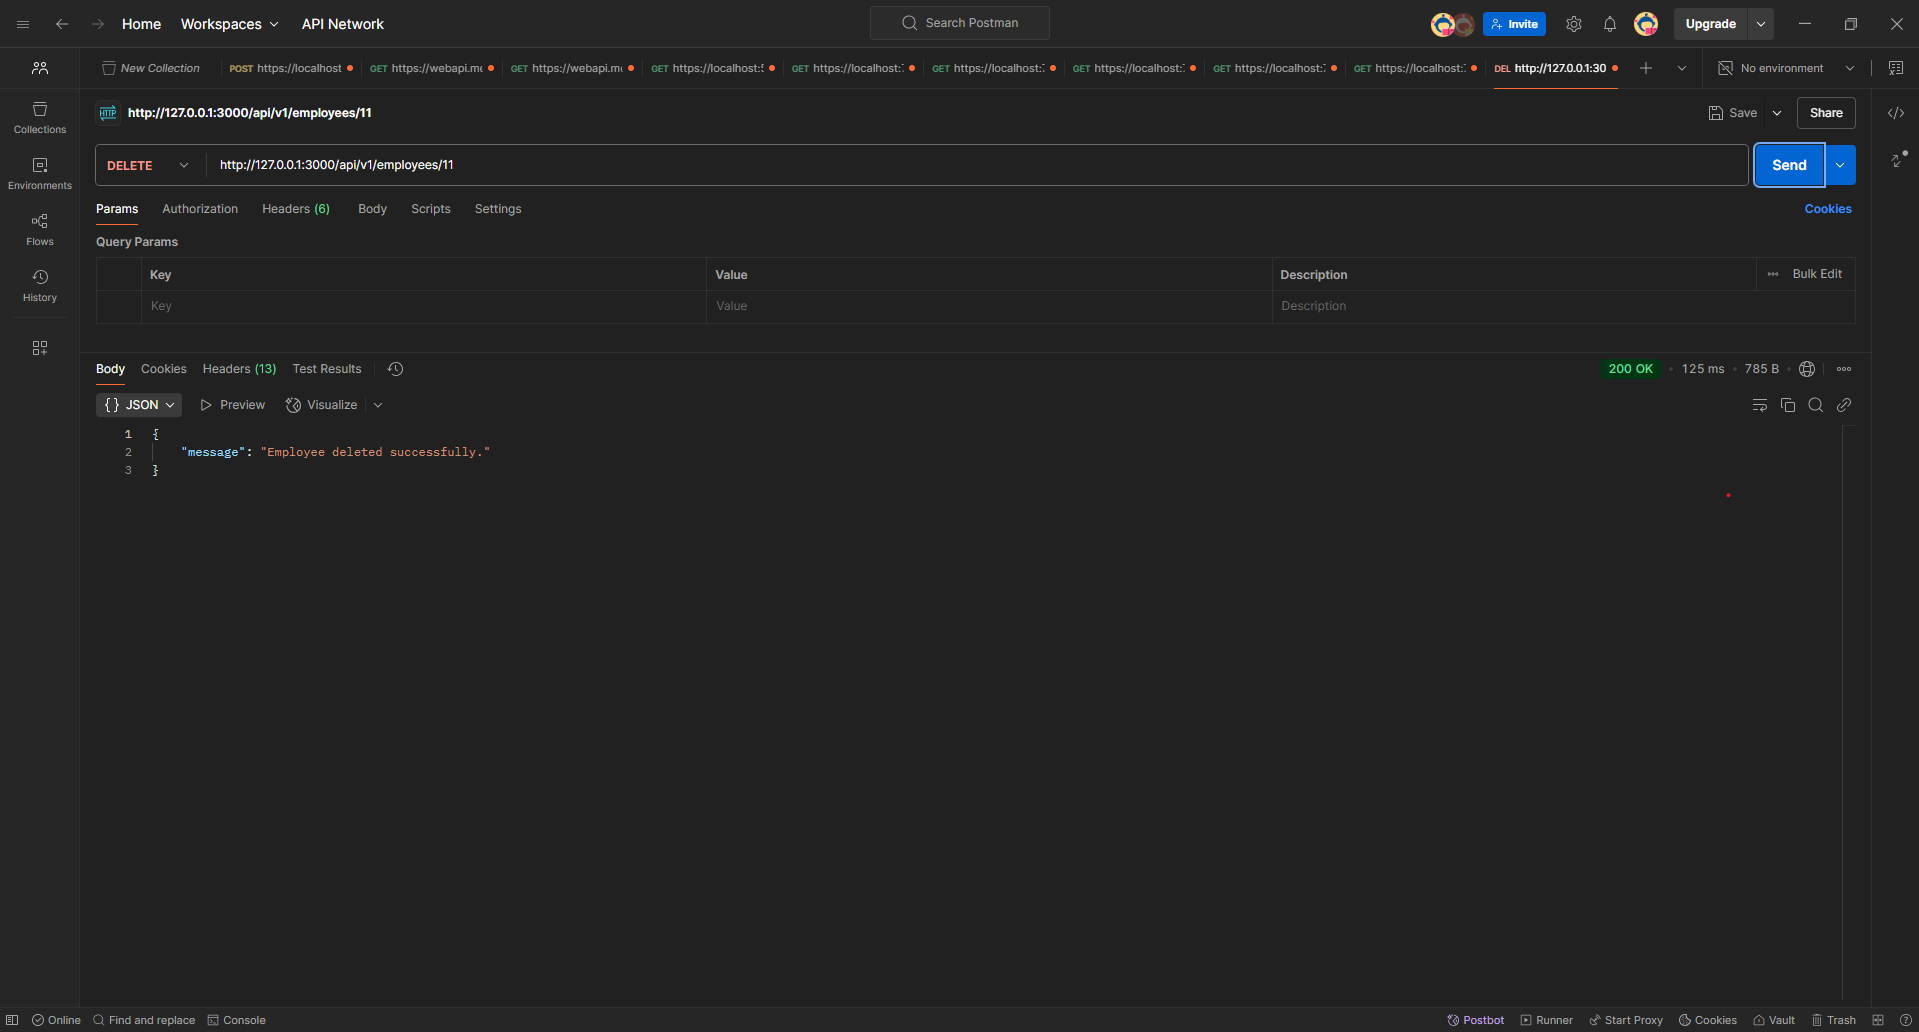 Home Workspaces API Network Search Postman Invite Upgrade
New Collection POST https://localhost GET https://webapi.m GET https://webapi.m GET https://localhost: GET https://localhost: GET https://localhost: GET https://localhost: GET https://localhost: GET https://localhost: DEL http://127.0.0.1:30 No environment
HTTP http://127.0.0.1:3000/api/v1/employees/11 Save Share
Collections
DELETE http://127.0.0.1:3000/api/v1/employees/11 Send
Environments
Params Authorization Headers (6) Body Scripts Settings Cookies
Flows
Query Params
Key Value Description Bulk Edit
History
Key Value Description
Body Cookies Headers (13) Test Results 200 OK 125 ms 785 B
{ } JSON Preview Visualize
1 {
2 "message": "Employee deleted successfully."
3 }
Online Find and replace Console Postbot Runner Start Proxy Cookies Vault Trash